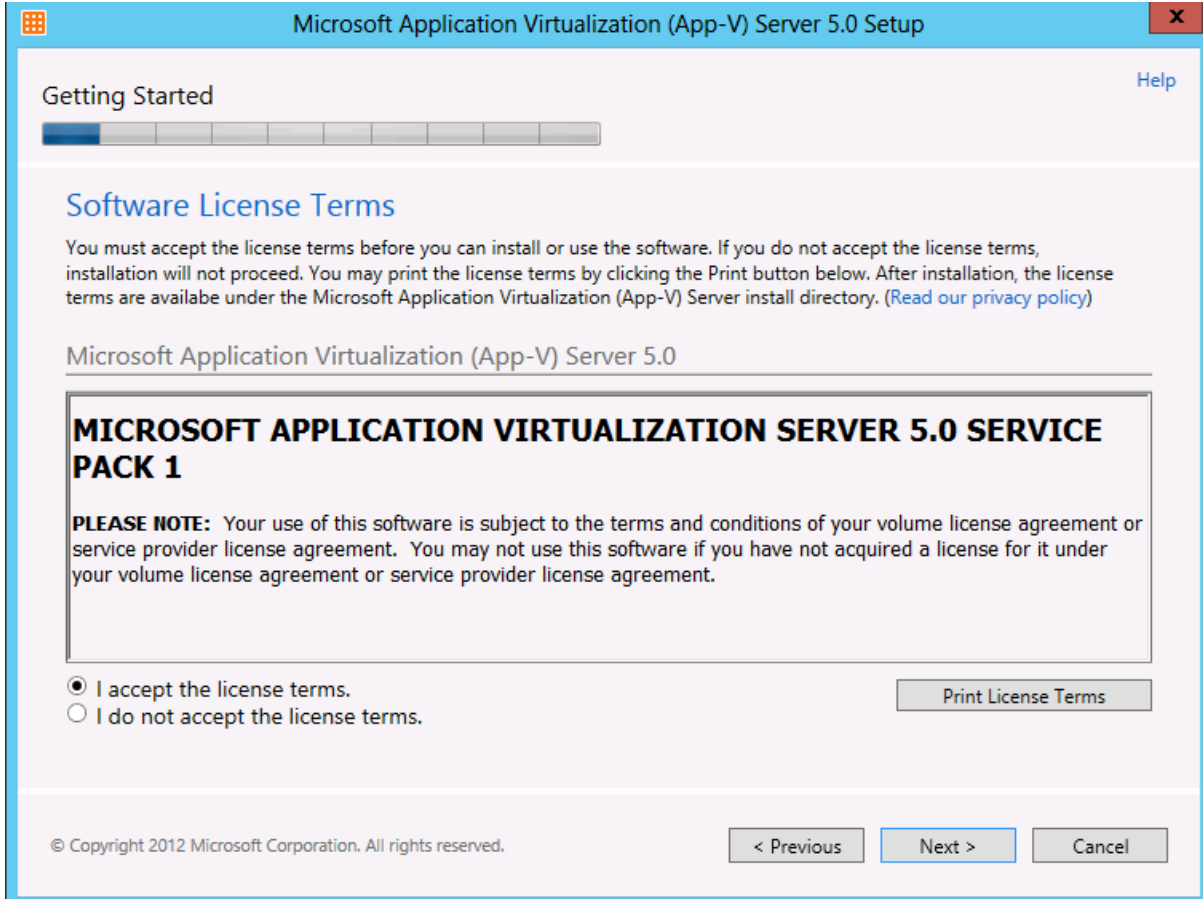 Microsoft Application Virtualization (App-V) Server 5.0 Setup
x
Help
Getting Started
Software License Terms
You must accept the license terms before you can install or use the software. If you do not accept the license terms,
installation will not proceed. You may print the license terms by clicking the Print button below. After installation, the license
terms are availabe under the Microsoft Application Virtualization (App-V) Server install directory. (Read our privacy policy)
Microsoft Application Virtualization (App-V) Server 5.0
MICROSOFT APPLICATION VIRTUALIZATION SERVER 5.0 SERVICE
PACK 1
PLEASE NOTE:  Your use of this software is subject to the terms and conditions of your volume license agreement or
service provider license agreement.  You may not use this software if you have not acquired a license for it under
your volume license agreement or service provider license agreement.
I accept the license terms.
Print License Terms
I do not accept the license terms.
© Copyright 2012 Microsoft Corporation. All rights reserved.
< Previous
Next >
Cancel